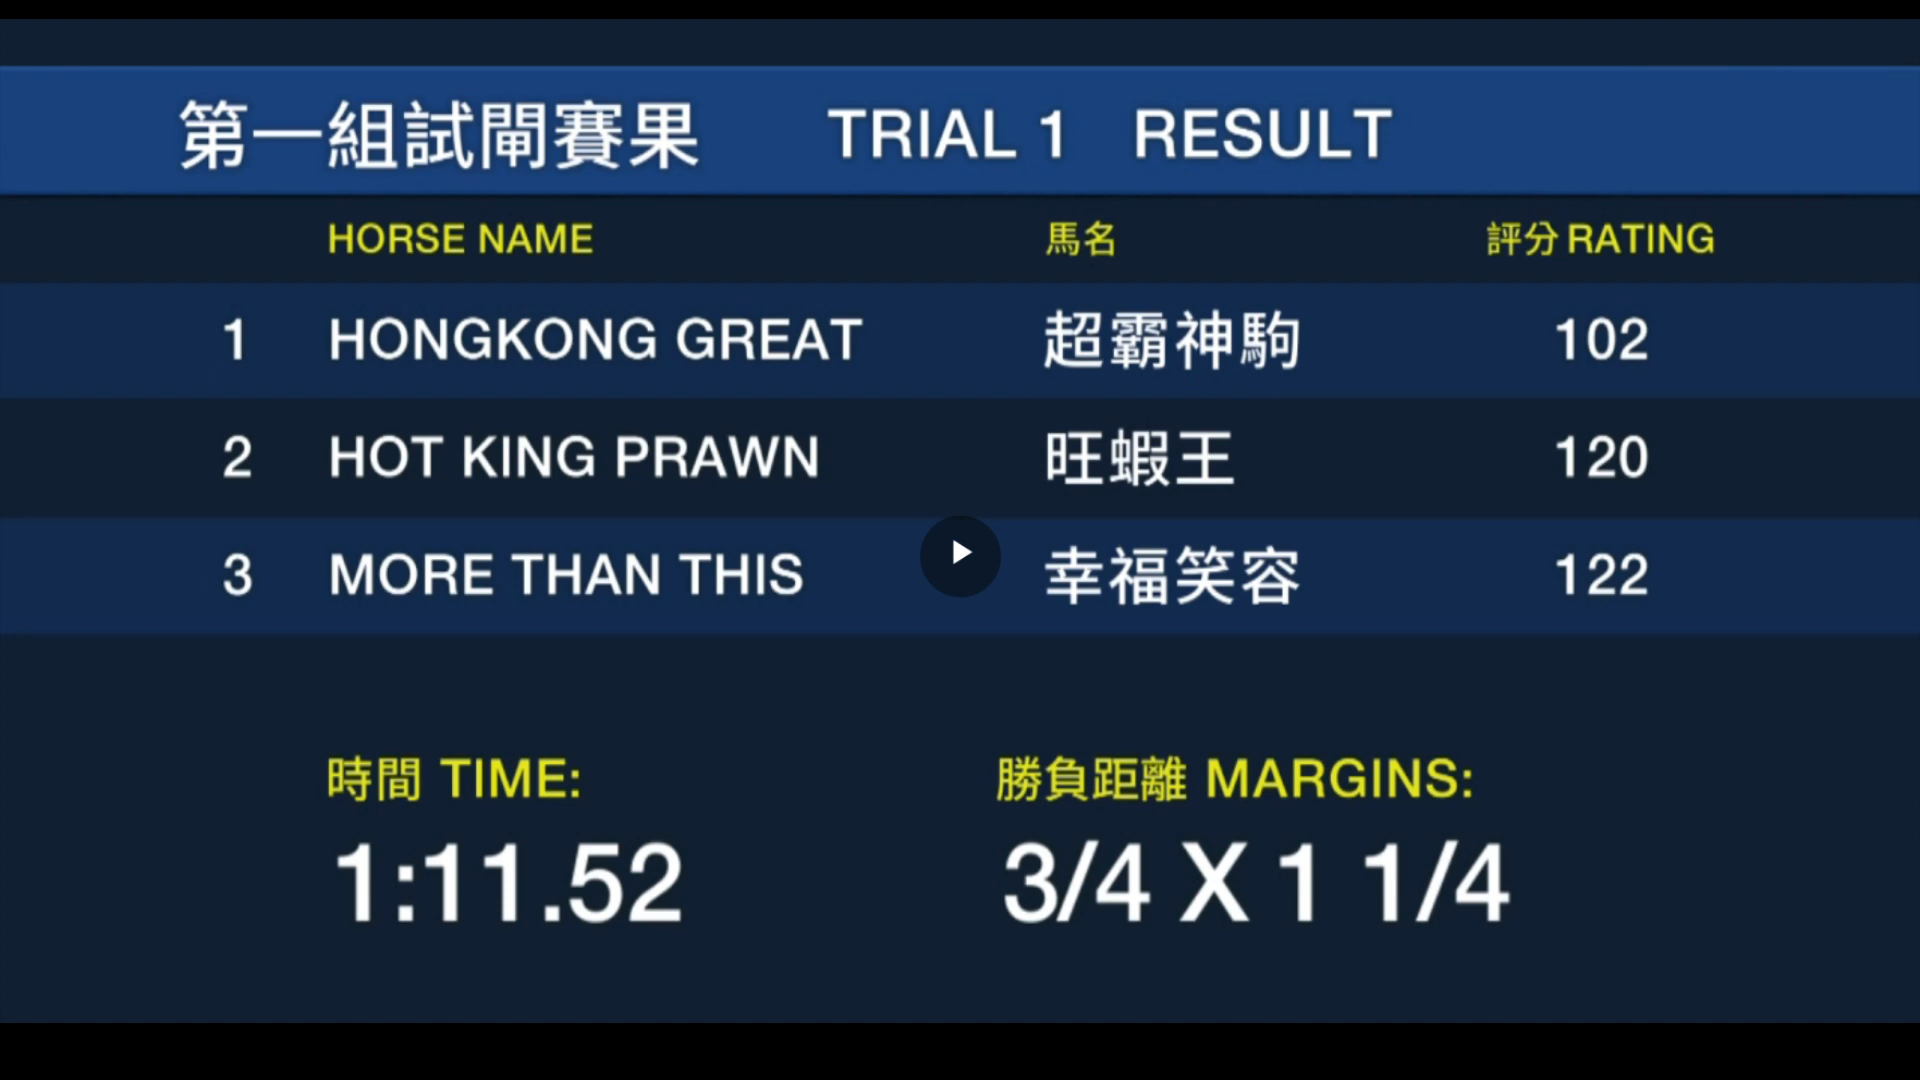 第一組試閘賽果 TRIAL 1 RESULT
HORSE NAME 馬名 評分 RATING
1 HONGKONG GREAT 超霸神駒 102
2 HOT KING PRAWN 旺蝦王 120
3 MORE THAN THIS 幸福笑容 122
時間 TIME: 勝負距離 MARGINS:
1:11.52 3/4 X 1 1/4